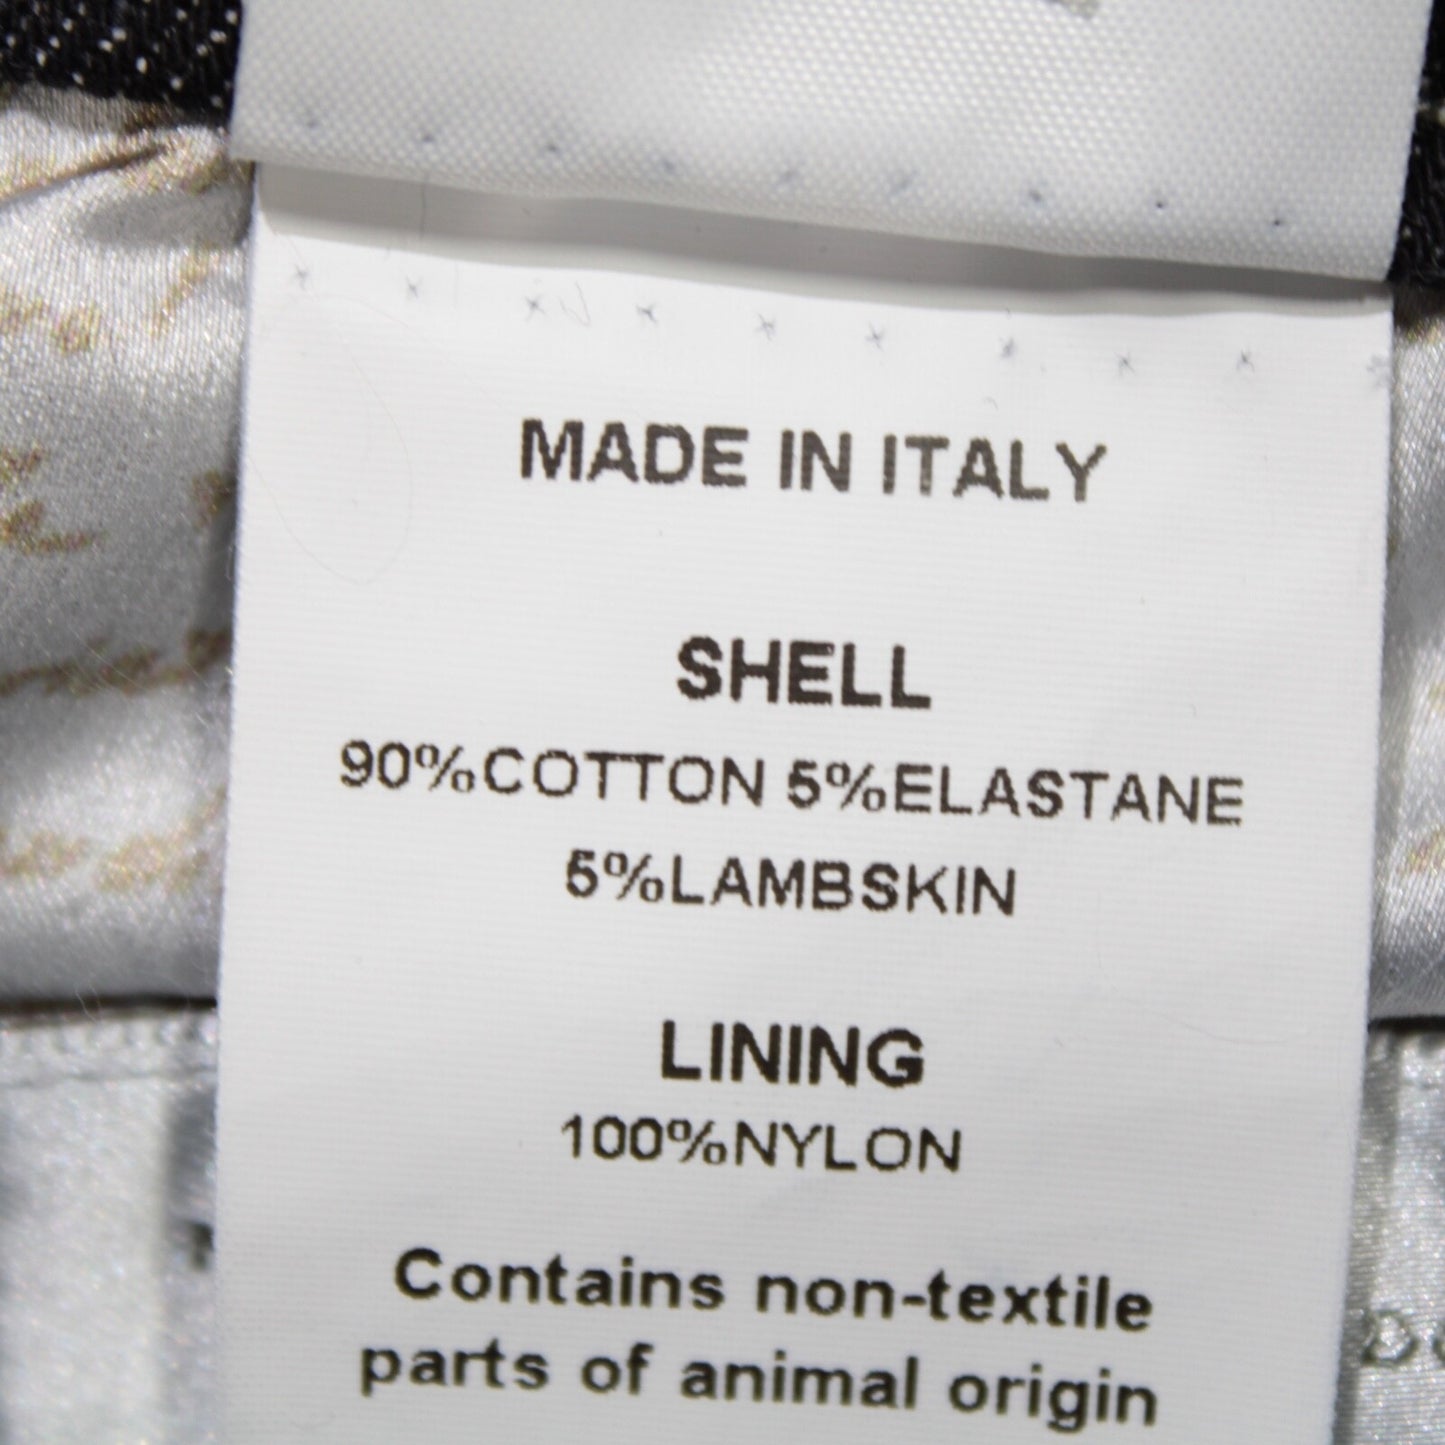 MADE IN ITALY
SHELL
90%COTTON 5%ELASTANE
5%LAMBSKIN
LINING
100%NYLON
Contains non-textile
parts of animal origin